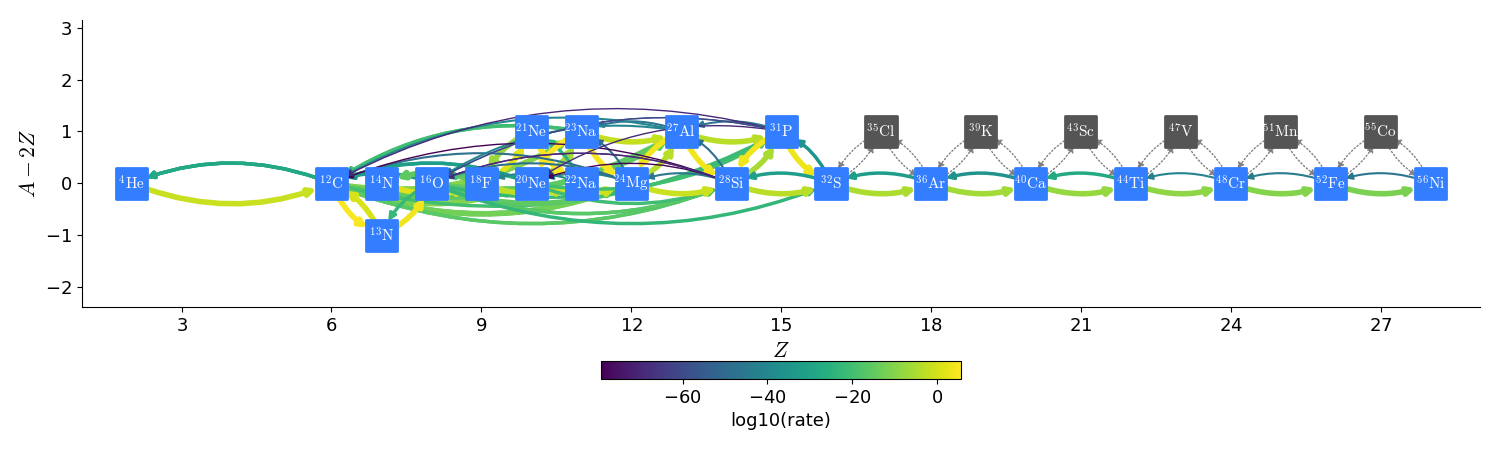 3
2
1
0
−1
−2
A − 2Z
²¹Ne ²³Na ²⁷Al ³¹P ³⁵Cl ³⁹K ⁴³Sc ⁴⁷V ⁵¹Mn ⁵⁵Co
⁴He ¹²C ¹⁴N ¹⁶O ¹⁸F ²⁰Ne ²²Na ²⁴Mg ²⁸Si ³²S ³⁶Ar ⁴⁰Ca ⁴⁴Ti ⁴⁸Cr ⁵²Fe ⁵⁶Ni
¹³N
3 6 9 12 15 18 21 24 27
Z
−60 −40 −20 0
log10(rate)